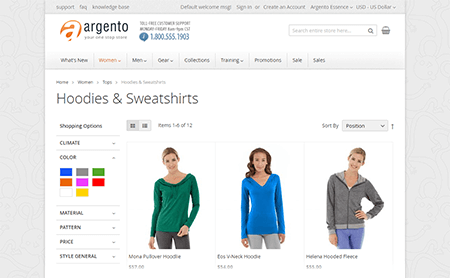 support faq knowledge base
Default welcome msg! Sign in or Create an Account Argento Essence USD - US Dollar
argento
your one stop store
TOLL-FREE CUSTOMER SUPPORT
MONDAY-FRIDAY 8am-9pm EST
1.800.555.1903
Search entire store here...
What's New Women Men Gear Collections Training Promotions Sale Sales
Home > Women > Tops > Hoodies & Sweatshirts
Hoodies & Sweatshirts
Shopping Options
Items 1-6 of 12
Sort By Position
CLIMATE
COLOR
MATERIAL
PATTERN
PRICE
STYLE GENERAL
Mona Pullover Hoodlie
Eos V-Neck Hoodie
Helena Hooded Fleece
$57.00
$54.00
$55.00